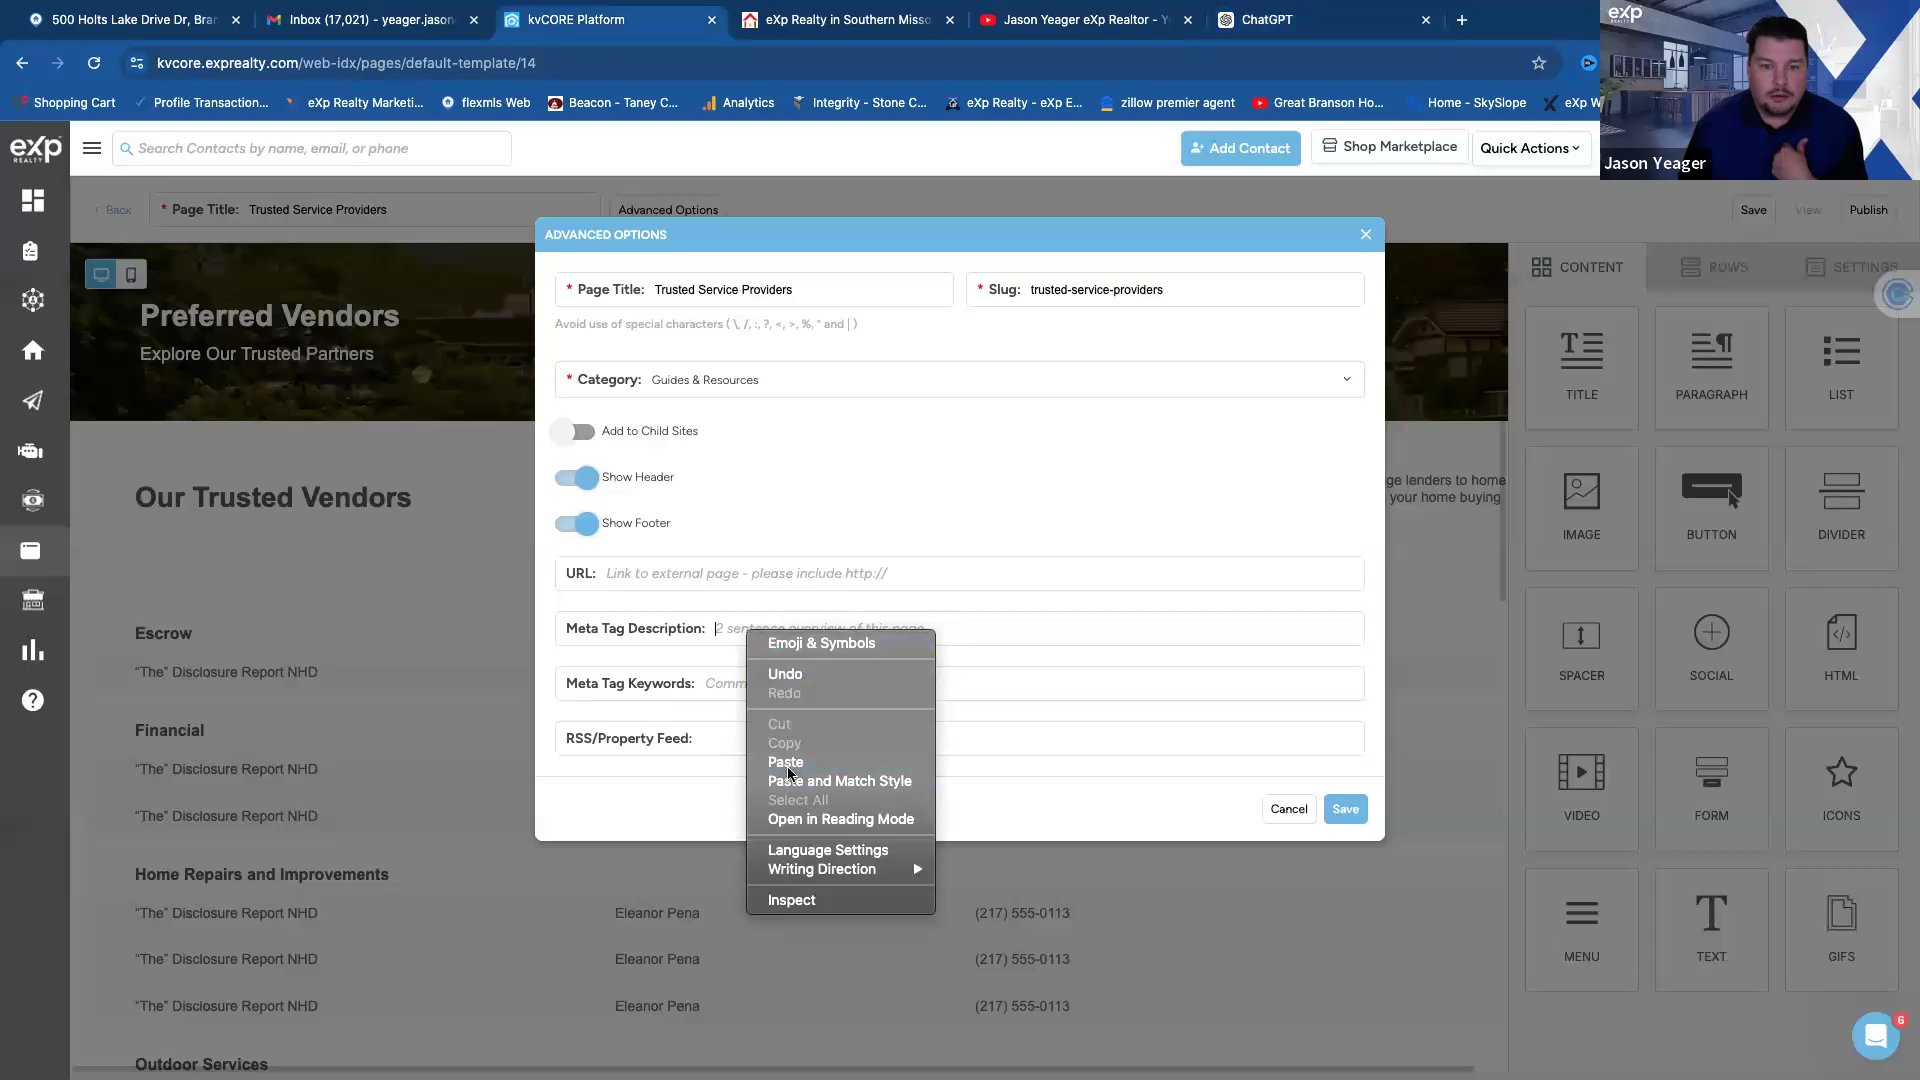 500 Holts Lake Drive Dr, Bran
Inbox (17,021) - yeager.jason
kvCORE Platform
eXp Realty in Southern Misso
Jason Yeager eXp Realtor - Y
ChatGPT
kvcore.exprealty.com/web-idx/pages/default-template/14
Shopping Cart
Profile Transaction...
eXp Realty Marketi...
flexmls Web
Beacon - Taney C...
Analytics
Integrity - Stone C...
eXp Realty - eXp E...
zillow premier agent
Great Branson Ho...
Home - SkySlope
eXp W
eXp
REALTY
Jason Yeager
eXp
REALTY
Search Contacts by name, email, or phone
Add Contact
Shop Marketplace
Quick Actions
Back
* Page Title: Trusted Service Providers
Advanced Options
Save
View
Publish
Preferred Vendors
Explore Our Trusted Partners
Our Trusted Vendors
ge lenders to home
your home buying
Escrow
“The” Disclosure Report NHD
Financial
“The” Disclosure Report NHD
“The” Disclosure Report NHD
Home Repairs and Improvements
“The” Disclosure Report NHD Eleanor Pena (217) 555-0113
“The” Disclosure Report NHD Eleanor Pena (217) 555-0113
“The” Disclosure Report NHD Eleanor Pena (217) 555-0113
Outdoor Services
ADVANCED OPTIONS
* Page Title: Trusted Service Providers
* Slug: trusted-service-providers
Avoid use of special characters ( \, /, :, ?, <, >, %, " and | )
* Category: Guides & Resources
Add to Child Sites
Show Header
Show Footer
URL: Link to external page - please include http://
Meta Tag Description: 2 sentence overview of this page
Meta Tag Keywords: Comm
RSS/Property Feed:
Cancel
Save
Emoji & Symbols
Undo
Redo
Cut
Copy
Paste
Paste and Match Style
Select All
Open in Reading Mode
Language Settings
Writing Direction
Inspect
CONTENT
ROWS
SETTINGS
TITLE
PARAGRAPH
LIST
IMAGE
BUTTON
DIVIDER
SPACER
SOCIAL
HTML
VIDEO
FORM
ICONS
MENU
TEXT
GIFS
6